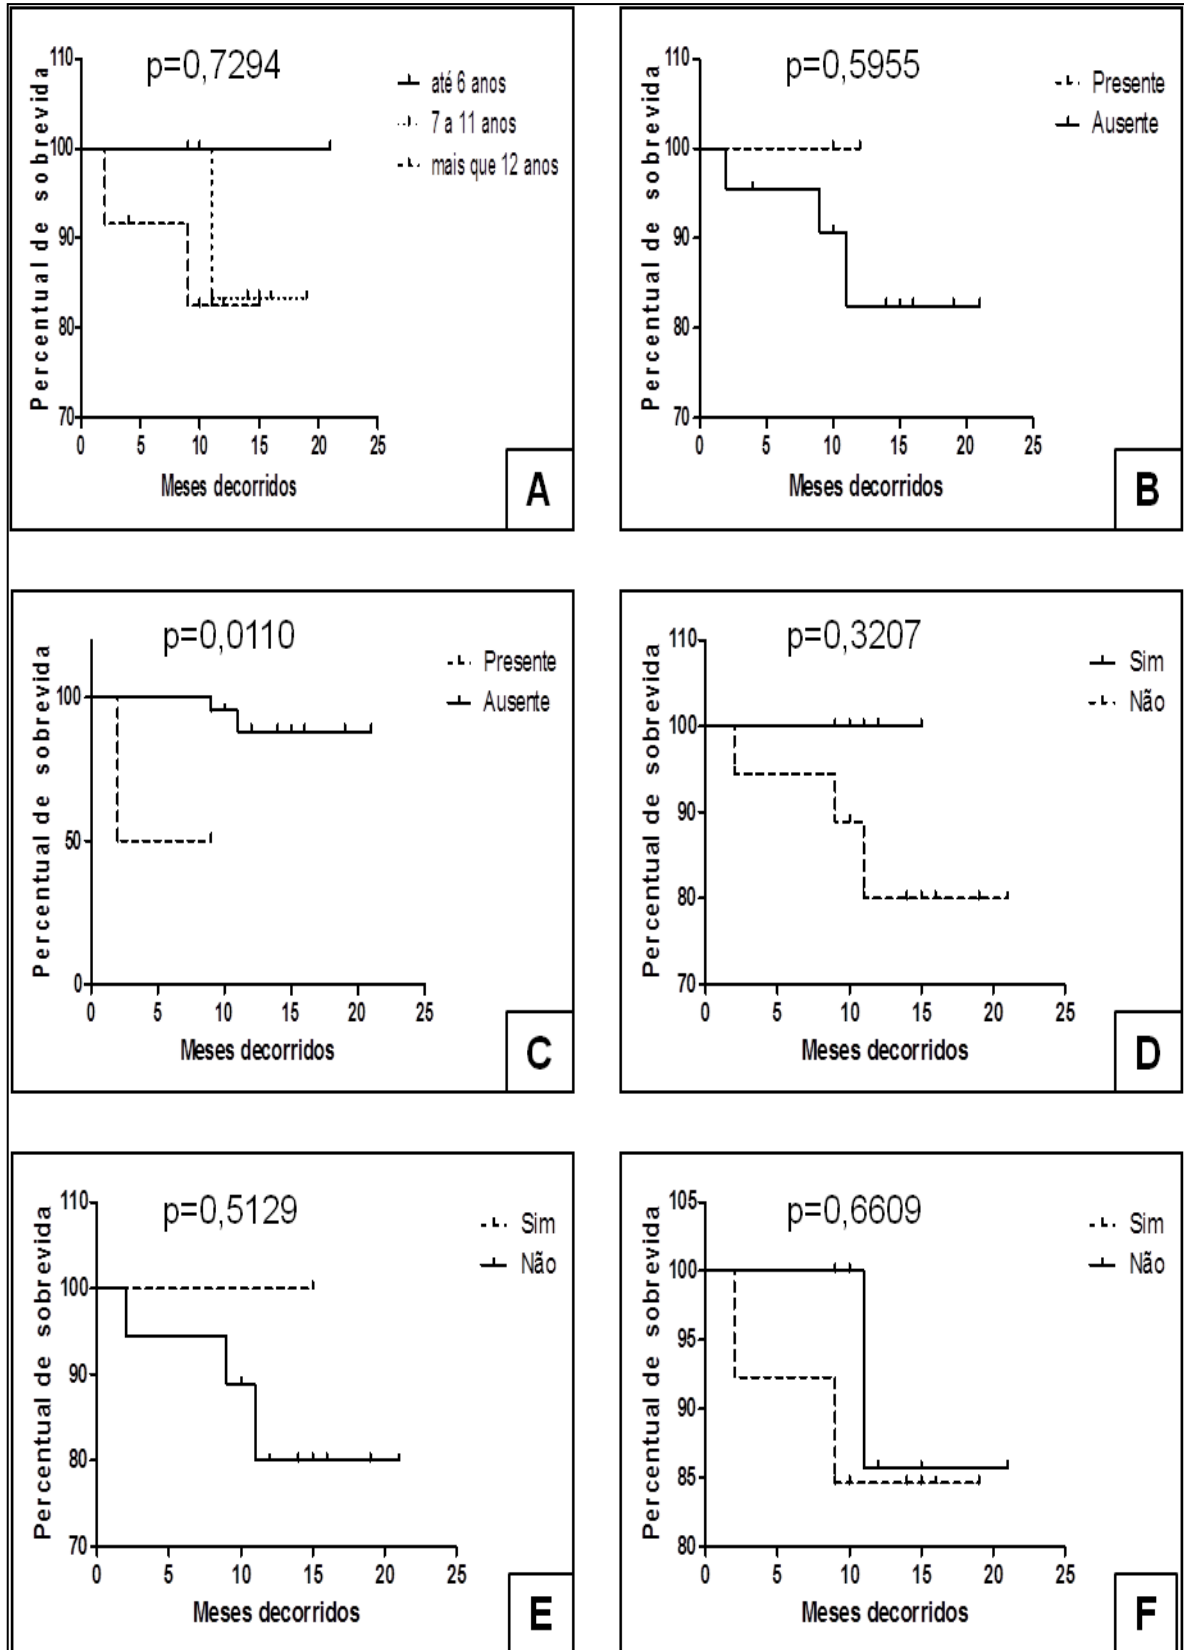 p=0,7294
até 6 anos
7 a 11 anos
mais que 12 anos
Percentual de sobrevida
110
100
90
80
70
0 5 10 15 20 25
Meses decorridos
A
p=0,5955
Presente
Ausente
Percentual de sobrevida
110
100
90
80
70
0 5 10 15 20 25
Meses decorridos
B
p=0,0110
Presente
Ausente
Percentual de sobrevida
100
50
0
0 5 10 15 20 25
Meses decorridos
C
p=0,3207
Sim
Não
Percentual de sobrevida
110
100
90
80
70
0 5 10 15 20 25
Meses decorridos
D
p=0,5129
Sim
Não
Percentual de sobrevida
110
100
90
80
70
0 5 10 15 20 25
Meses decorridos
E
p=0,6609
Sim
Não
Percentual de sobrevida
105
100
95
90
85
80
0 5 10 15 20 25
Meses decorridos
F